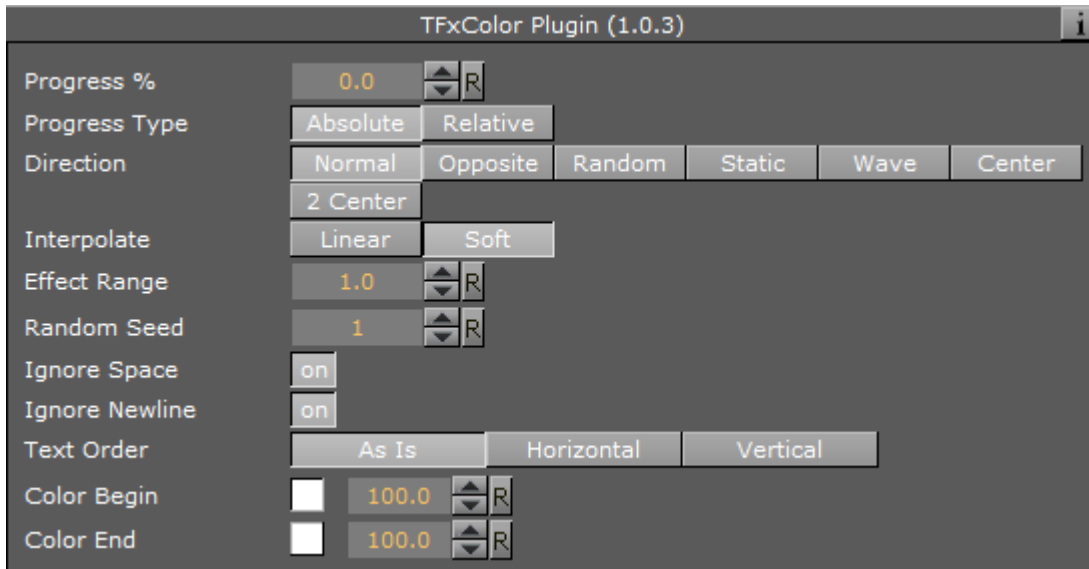 TFxColor Plugin (1.0.3) i
Progress % 0.0 R
Progress Type Absolute Relative
Direction Normal Opposite Random Static Wave Center
2 Center
Interpolate Linear Soft
Effect Range 1.0 R
Random Seed 1 R
Ignore Space on
Ignore Newline on
Text Order As Is Horizontal Vertical
Color Begin 100.0 R
Color End 100.0 R